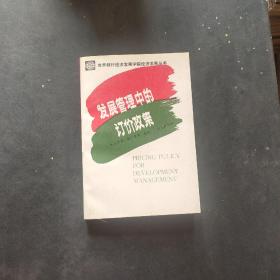 世界银行经济发展学院经济发展丛书
发展管理中的
订价政策
PRICING POLICY
FOR
DEVELOPMENT
MANAGEMENT